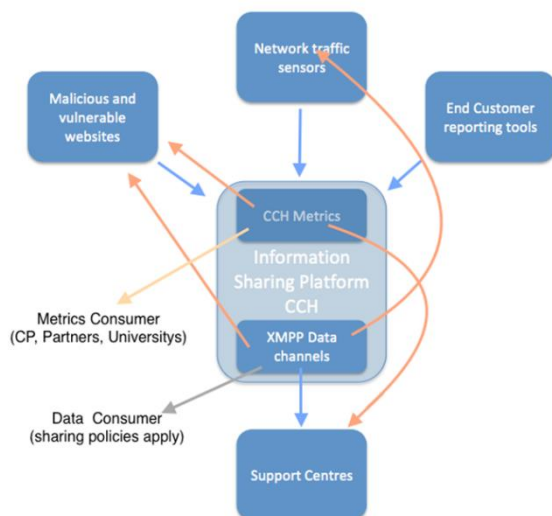 Network traffic
sensors
Malicious and
vulnerable
websites
End Customer
reporting tools
CCH Metrics
Information
Sharing Platform
CCH
Metrics Consumer
(CP, Partners, Universitys)
XMPP Data
channels
Data Consumer
(sharing policies apply)
Support Centres